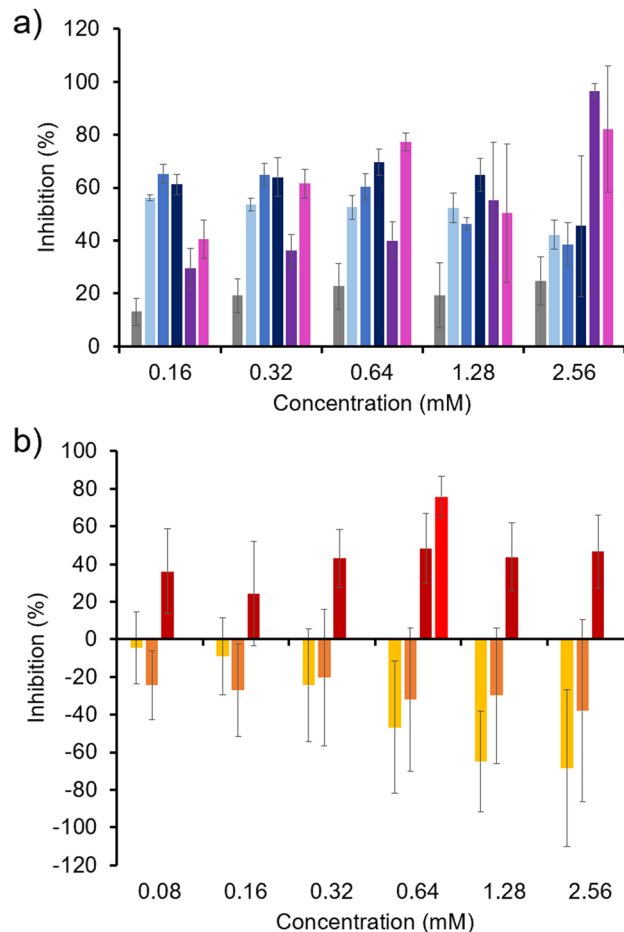 a)
120
100
80
60
40
20
0
Inhibition (%)
0.16 0.32 0.64 1.28 2.56
Concentration (mM)
b)
100
80
60
40
20
0
-20
-40
-60
-80
-100
-120
Inhibition (%)
0.08 0.16 0.32 0.64 1.28 2.56
Concentration (mM)